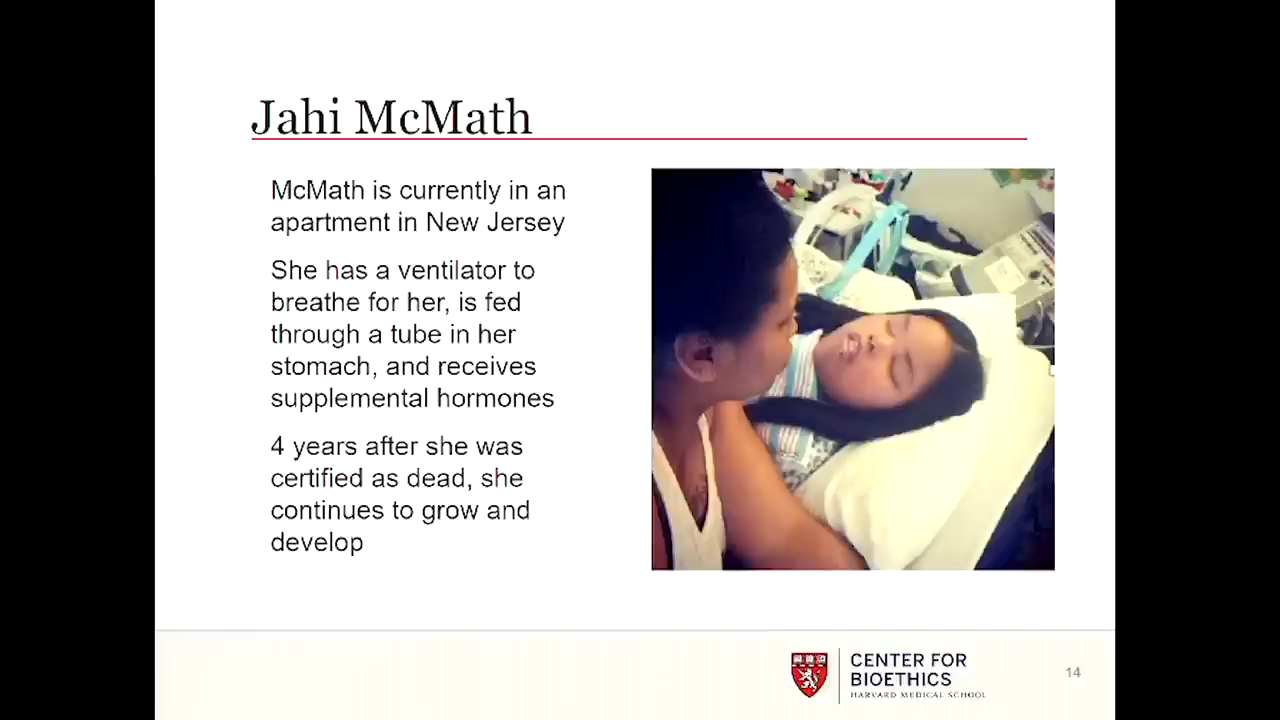 Jahi McMath
McMath is currently in an
apartment in New Jersey
She has a ventilator to
breathe for her, is fed
through a tube in her
stomach, and receives
supplemental hormones
4 years after she was
certified as dead, she
continues to grow and
develop
CENTER FOR
BIOETHICS
HARVARD MEDICAL SCHOOL
14